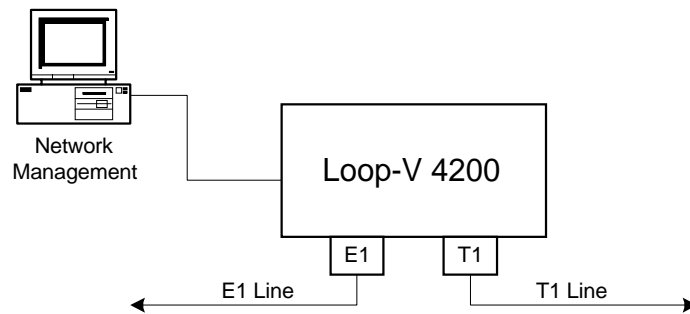 Network
Management
Loop-V 4200
E1
T1
E1 Line
T1 Line